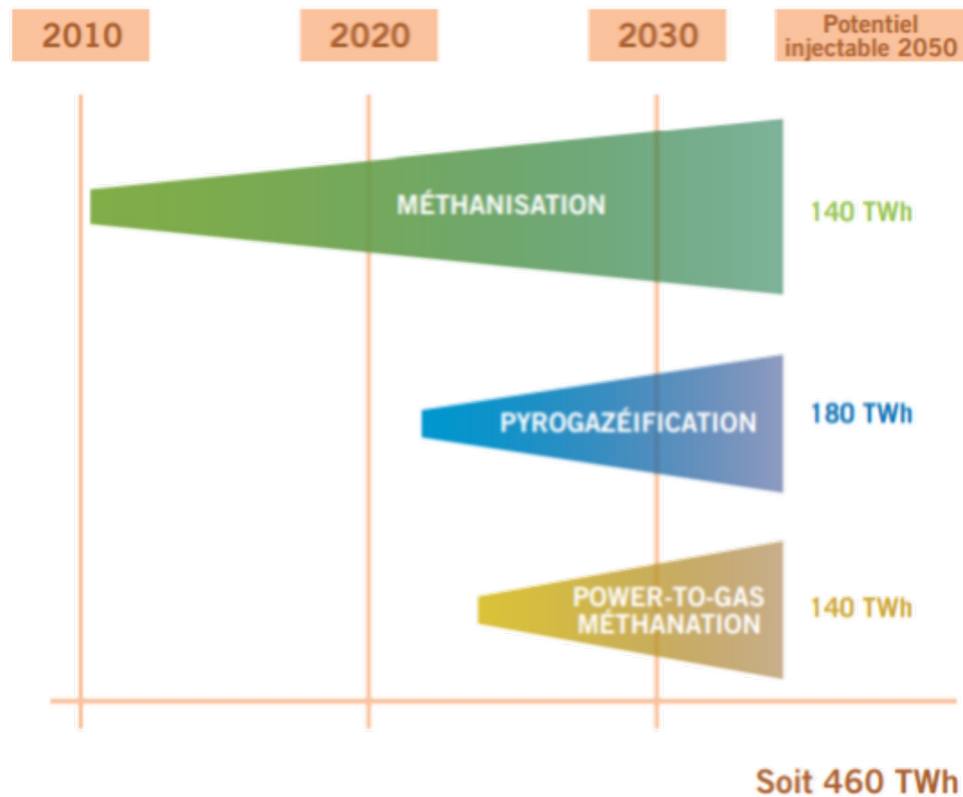 2010
2020
2030
Potentiel
injectable 2050
MÉTHANISATION
140 TWh
PYROGAZÉIFICATION
180 TWh
POWER-TO-GAS
MÉTHANATION
140 TWh
Soit 460 TWh